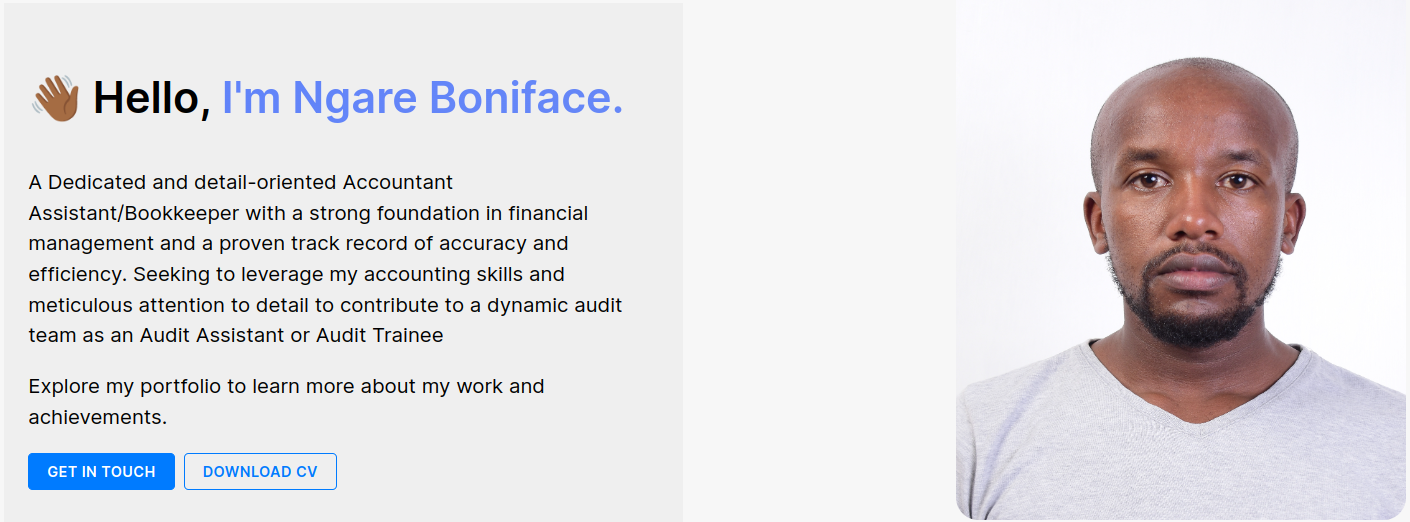 👋🏾 Hello, I'm Ngare Boniface.
A Dedicated and detail-oriented Accountant
Assistant/Bookkeeper with a strong foundation in financial
management and a proven track record of accuracy and
efficiency. Seeking to leverage my accounting skills and
meticulous attention to detail to contribute to a dynamic audit
team as an Audit Assistant or Audit Trainee
Explore my portfolio to learn more about my work and
achievements.
GET IN TOUCH
DOWNLOAD CV